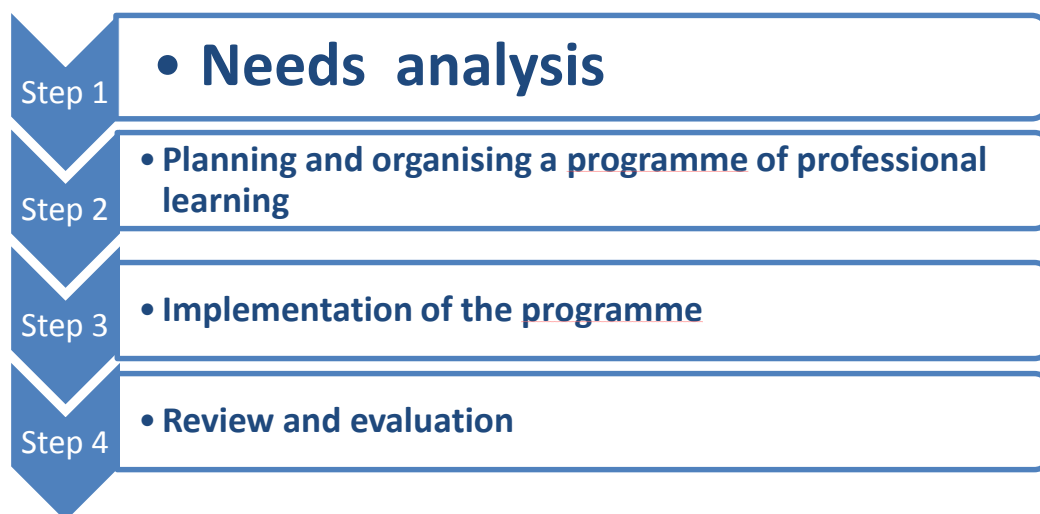 Step 1
• Needs  analysis
Step 2
• Planning and organising a programme of professional
learning
Step 3
• Implementation of the programme
Step 4
• Review and evaluation